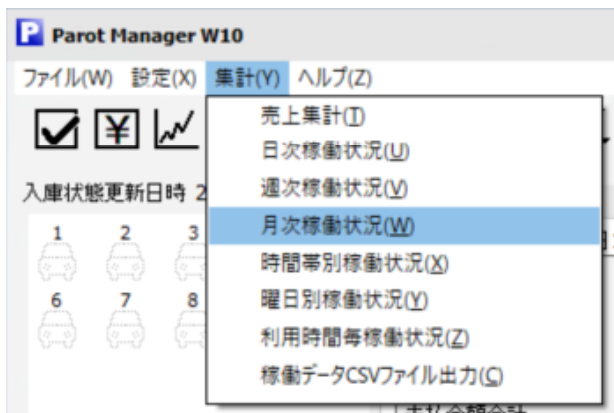 P Parot Manager W10
ファイル(W) 設定(X) 集計(Y) ヘルプ(Z)
売上集計(T)
日次稼働状況(U)
週次稼働状況(V)
月次稼働状況(W)
時間帯別稼働状況(X)
曜日別稼働状況(Y)
利用時間毎稼働状況(Z)
稼働データCSVファイル出力(C)
¥
入庫状態更新日時 2
1 2 3
6 7 8